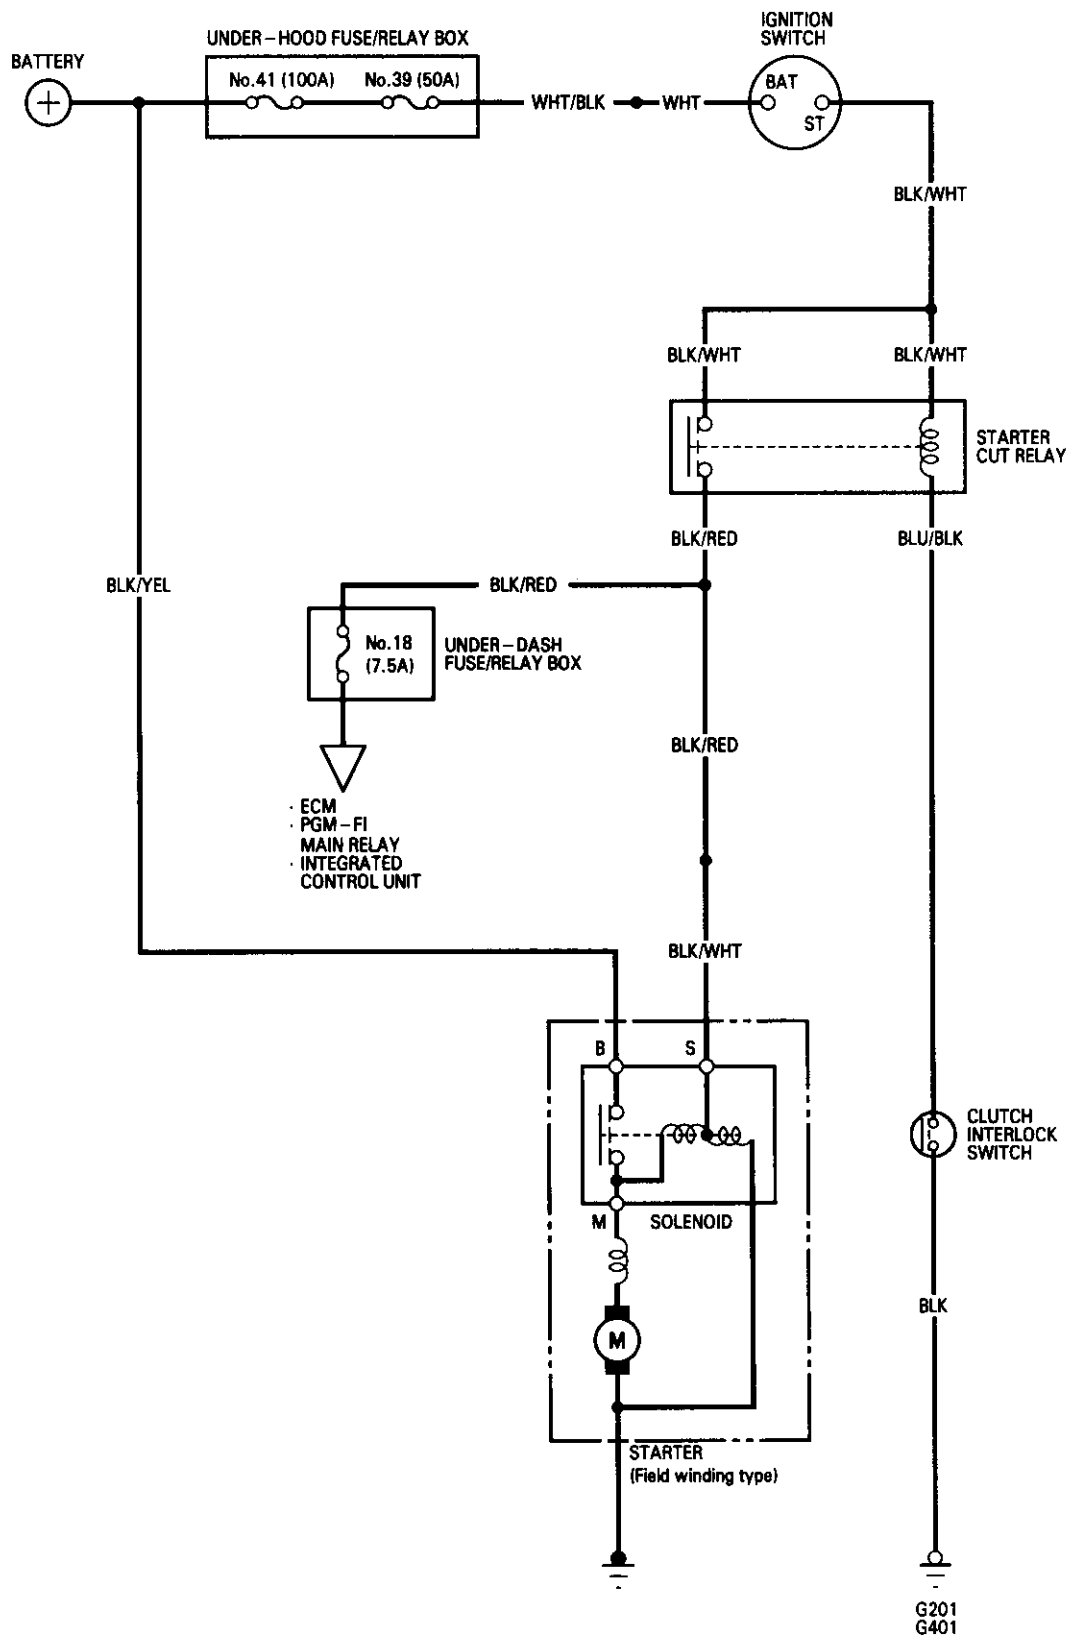 IGNITION
SWITCH
UNDER-HOOD FUSE/RELAY BOX
BATTERY
No.41 (100A)
No.39 (50A)
BAT
ST
WHT/BLK
WHT
BLK/WHT
BLK/WHT
BLK/WHT
STARTER
CUT RELAY
BLK/RED
BLU/BLK
BLK/YEL
BLK/RED
No.18
(7.5A)
UNDER-DASH
FUSE/RELAY BOX
BLK/RED
· ECM
· PGM-FI
MAIN RELAY
· INTEGRATED
CONTROL UNIT
BLK/WHT
B
S
CLUTCH
INTERLOCK
SWITCH
M
SOLENOID
BLK
M
STARTER
(Field winding type)
G201
G401